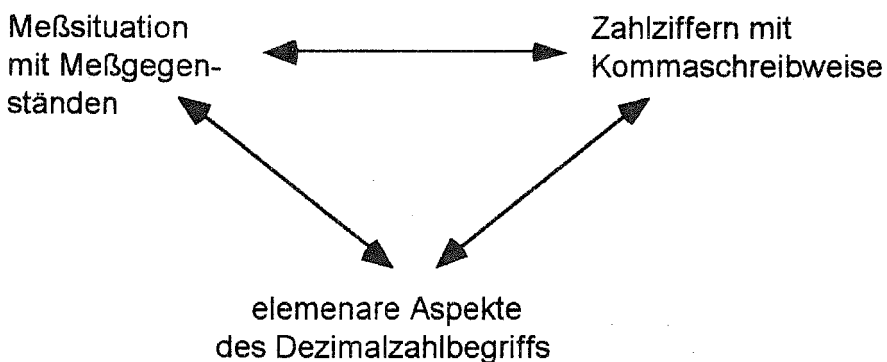 Meßsituation
mit Meßgegen-
ständen
Zahlziffern mit
Kommaschreibweise
elemenare Aspekte
des Dezimalzahlbegriffs